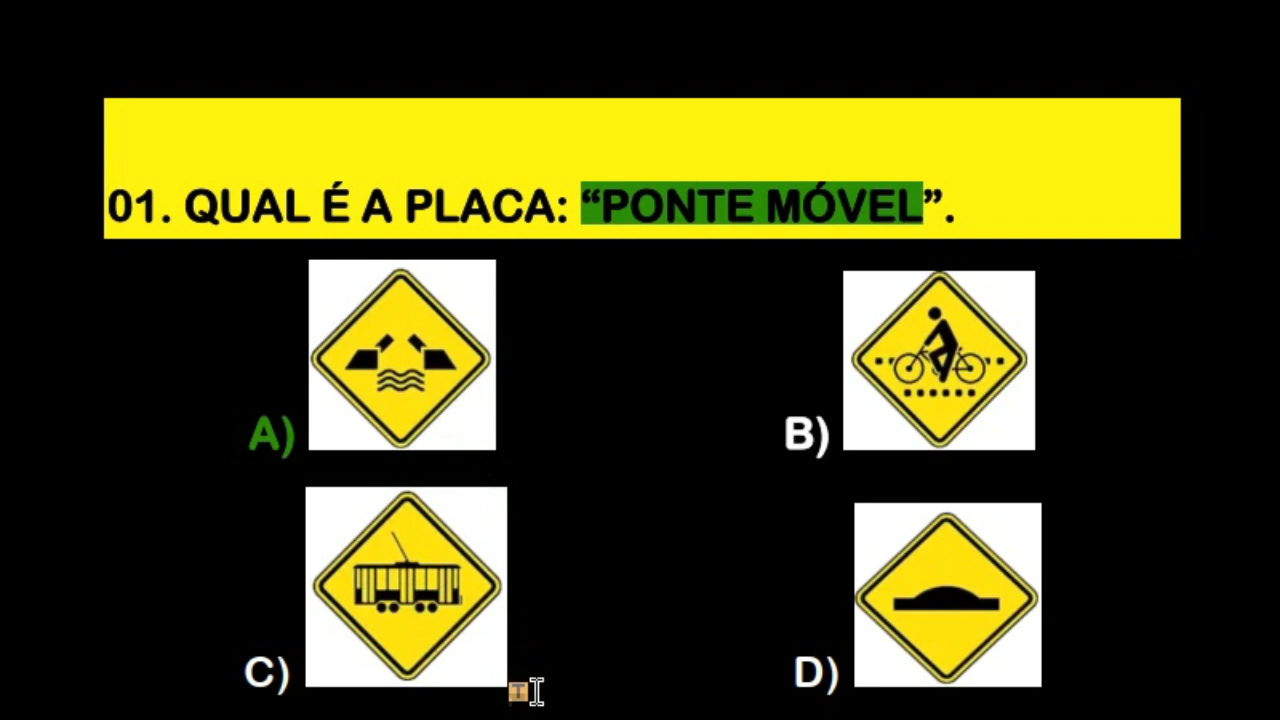 01. QUAL É A PLACA: “PONTE MÓVEL”.
A)
B)
C)
D)